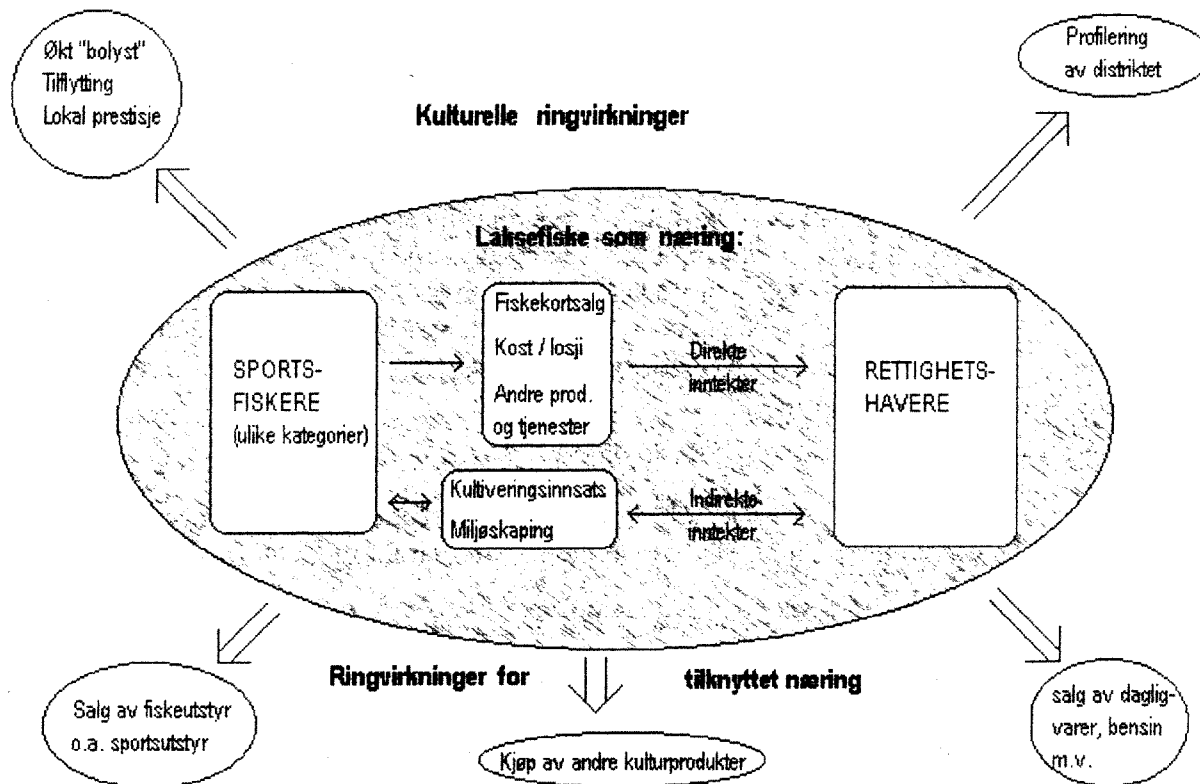 Økt "bolyst"
Tilflytting
Lokal prestisje
Profilering
av distriktet
Kulturelle ringvirkninger
Laksefiske som næring:
SPORTS-
FISKERE
(ulike kategorier)
Fiskekortsalg
Kost / losji
Andre prod.
og tjenester
Direkte
inntekter
RETTIGHETS-
HAVERE
Kultiveringsinnsats
Miljøskaping
Indirekte
inntekter
Ringvirkninger for tilknyttet næring
Salg av fiskeutstyr
o.a. sportsutstyr
Kjøp av andre kulturprodukter
salg av daglig-
varer, bensin
m.v.